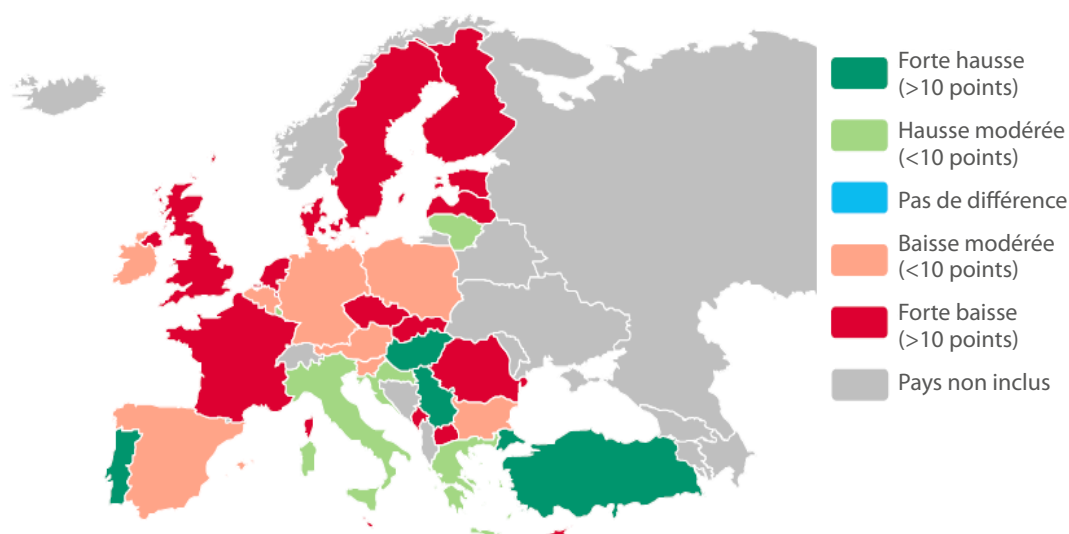 Forte hausse
(>10 points)
Hausse modérée
(<10 points)
Pas de différence
Baisse modérée
(<10 points)
Forte baisse
(>10 points)
Pays non inclus